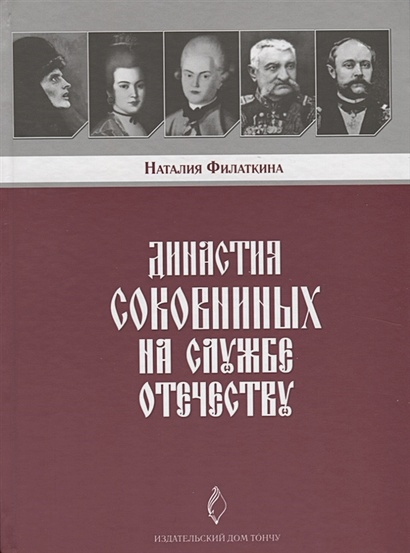 Наталия Филаткина
ДИНАСТИЯ
СОКОВНИНЫХ
НА СЛУЖБЕ
ОТЕЧЕСТВУ
ИЗДАТЕЛЬСКИЙ ДОМ ТОНЧУ